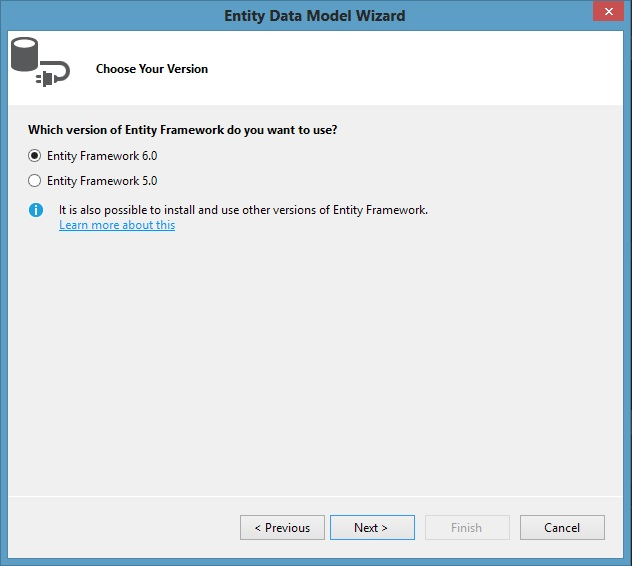 Entity Data Model Wizard
Choose Your Version
Which version of Entity Framework do you want to use?
Entity Framework 6.0
Entity Framework 5.0
It is also possible to install and use other versions of Entity Framework.
Learn more about this
< Previous
Next >
Finish
Cancel